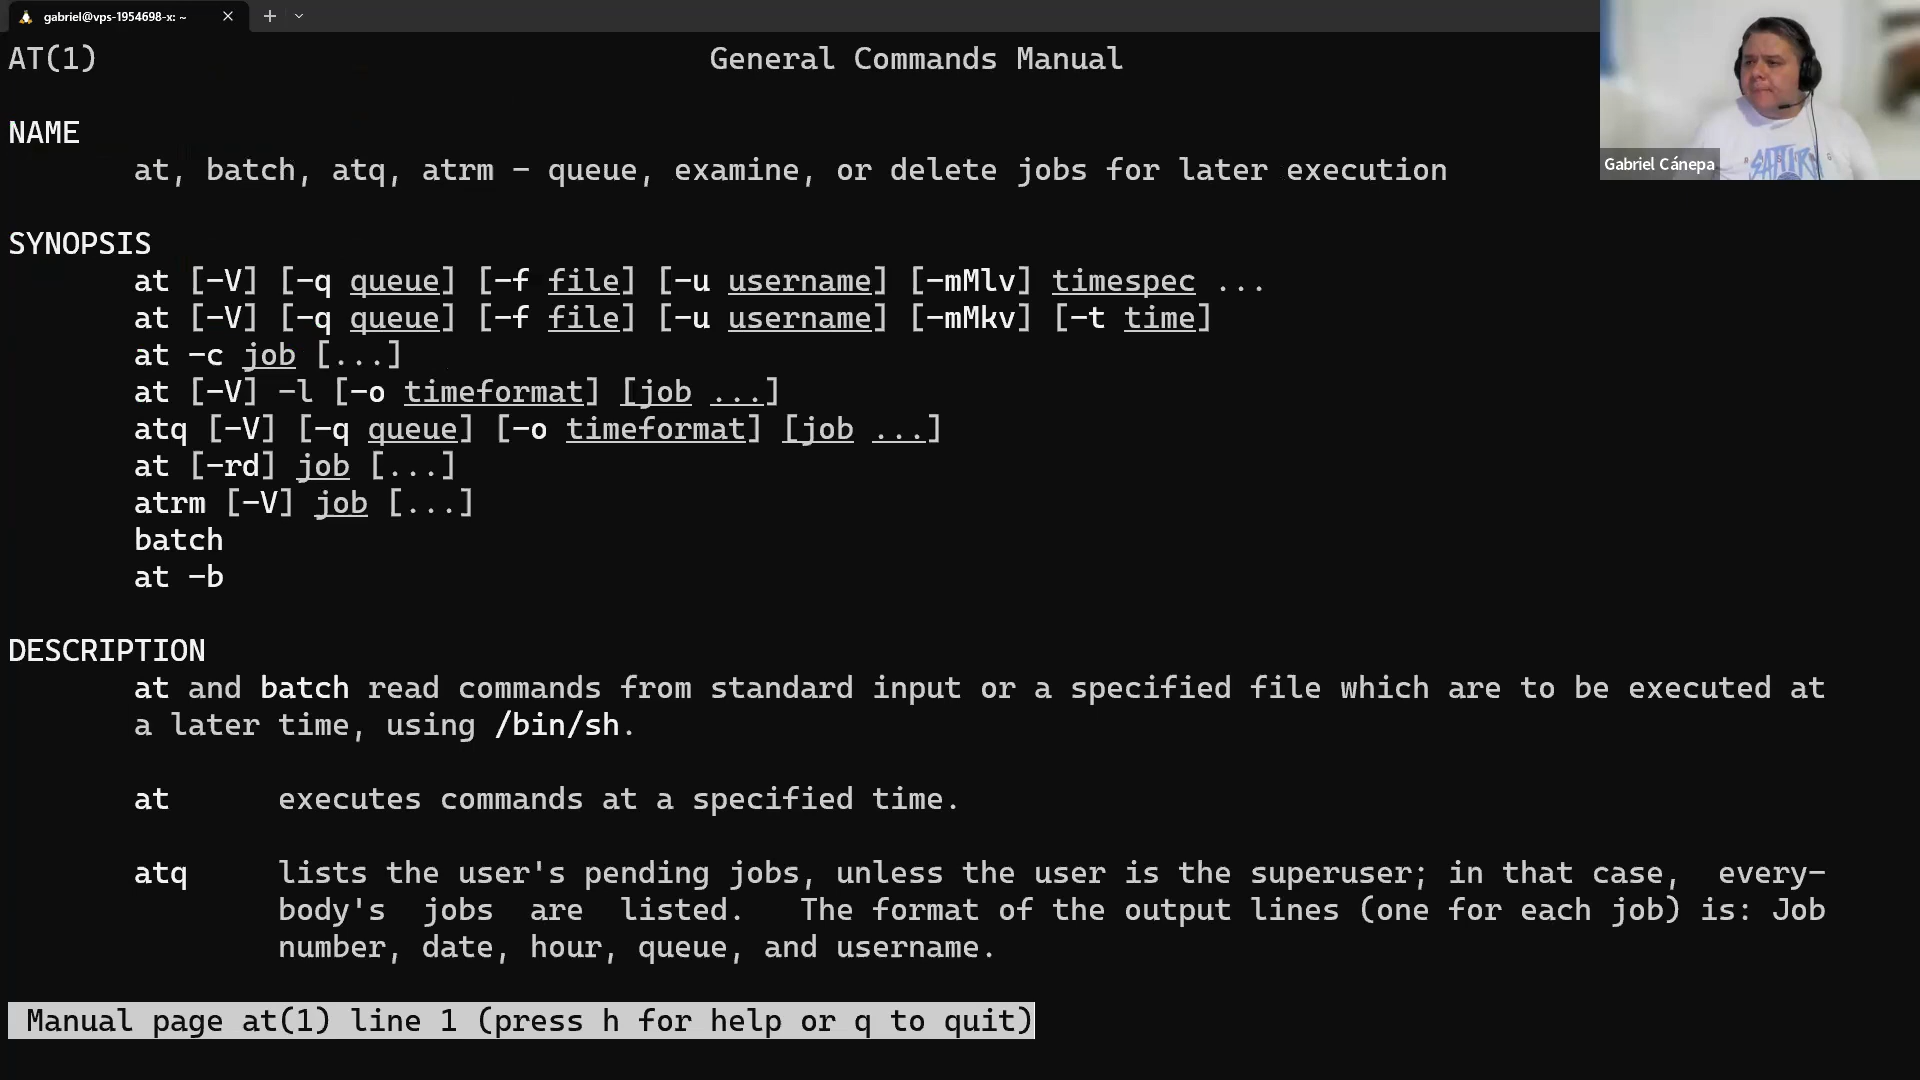 gabriel@vps-1954698-x: ~
AT(1) General Commands Manual
NAME
at, batch, atq, atrm - queue, examine, or delete jobs for later execution
Gabriel Cánepa
SYNOPSIS
at [-V] [-q queue] [-f file] [-u username] [-mMlv] timespec ...
at [-V] [-q queue] [-f file] [-u username] [-mMkv] [-t time]
at -c job [...]
at [-V] -l [-o timeformat] [job ...]
atq [-V] [-q queue] [-o timeformat] [job ...]
at [-rd] job [...]
atrm [-V] job [...]
batch
at -b
DESCRIPTION
at and batch read commands from standard input or a specified file which are to be executed at
a later time, using /bin/sh.
at executes commands at a specified time.
atq lists the user's pending jobs, unless the user is the superuser; in that case, every-
body's jobs are listed. The format of the output lines (one for each job) is: Job
number, date, hour, queue, and username.
Manual page at(1) line 1 (press h for help or q to quit)